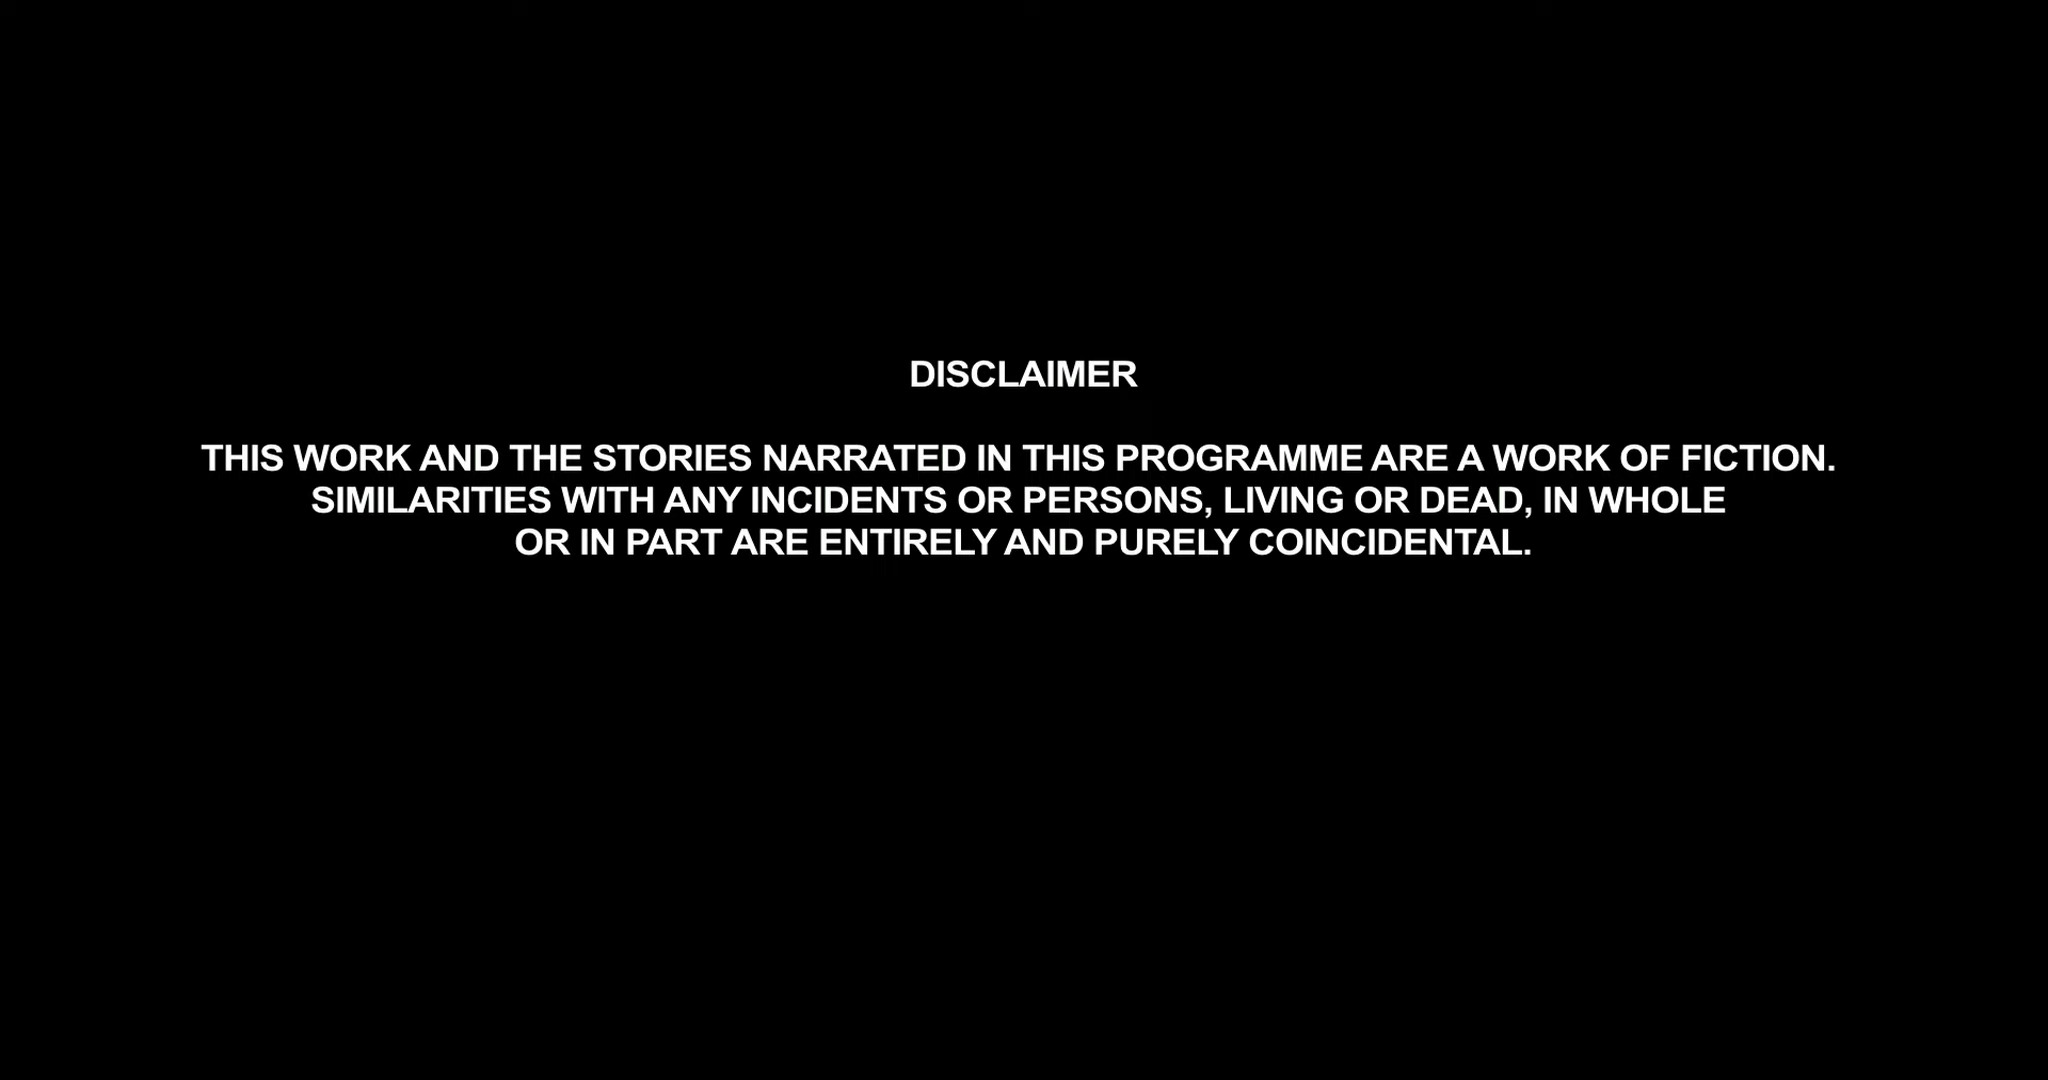 DISCLAIMER
THIS WORK AND THE STORIES NARRATED IN THIS PROGRAMME ARE A WORK OF FICTION.
SIMILARITIES WITH ANY INCIDENTS OR PERSONS, LIVING OR DEAD, IN WHOLE
OR IN PART ARE ENTIRELY AND PURELY COINCIDENTAL.